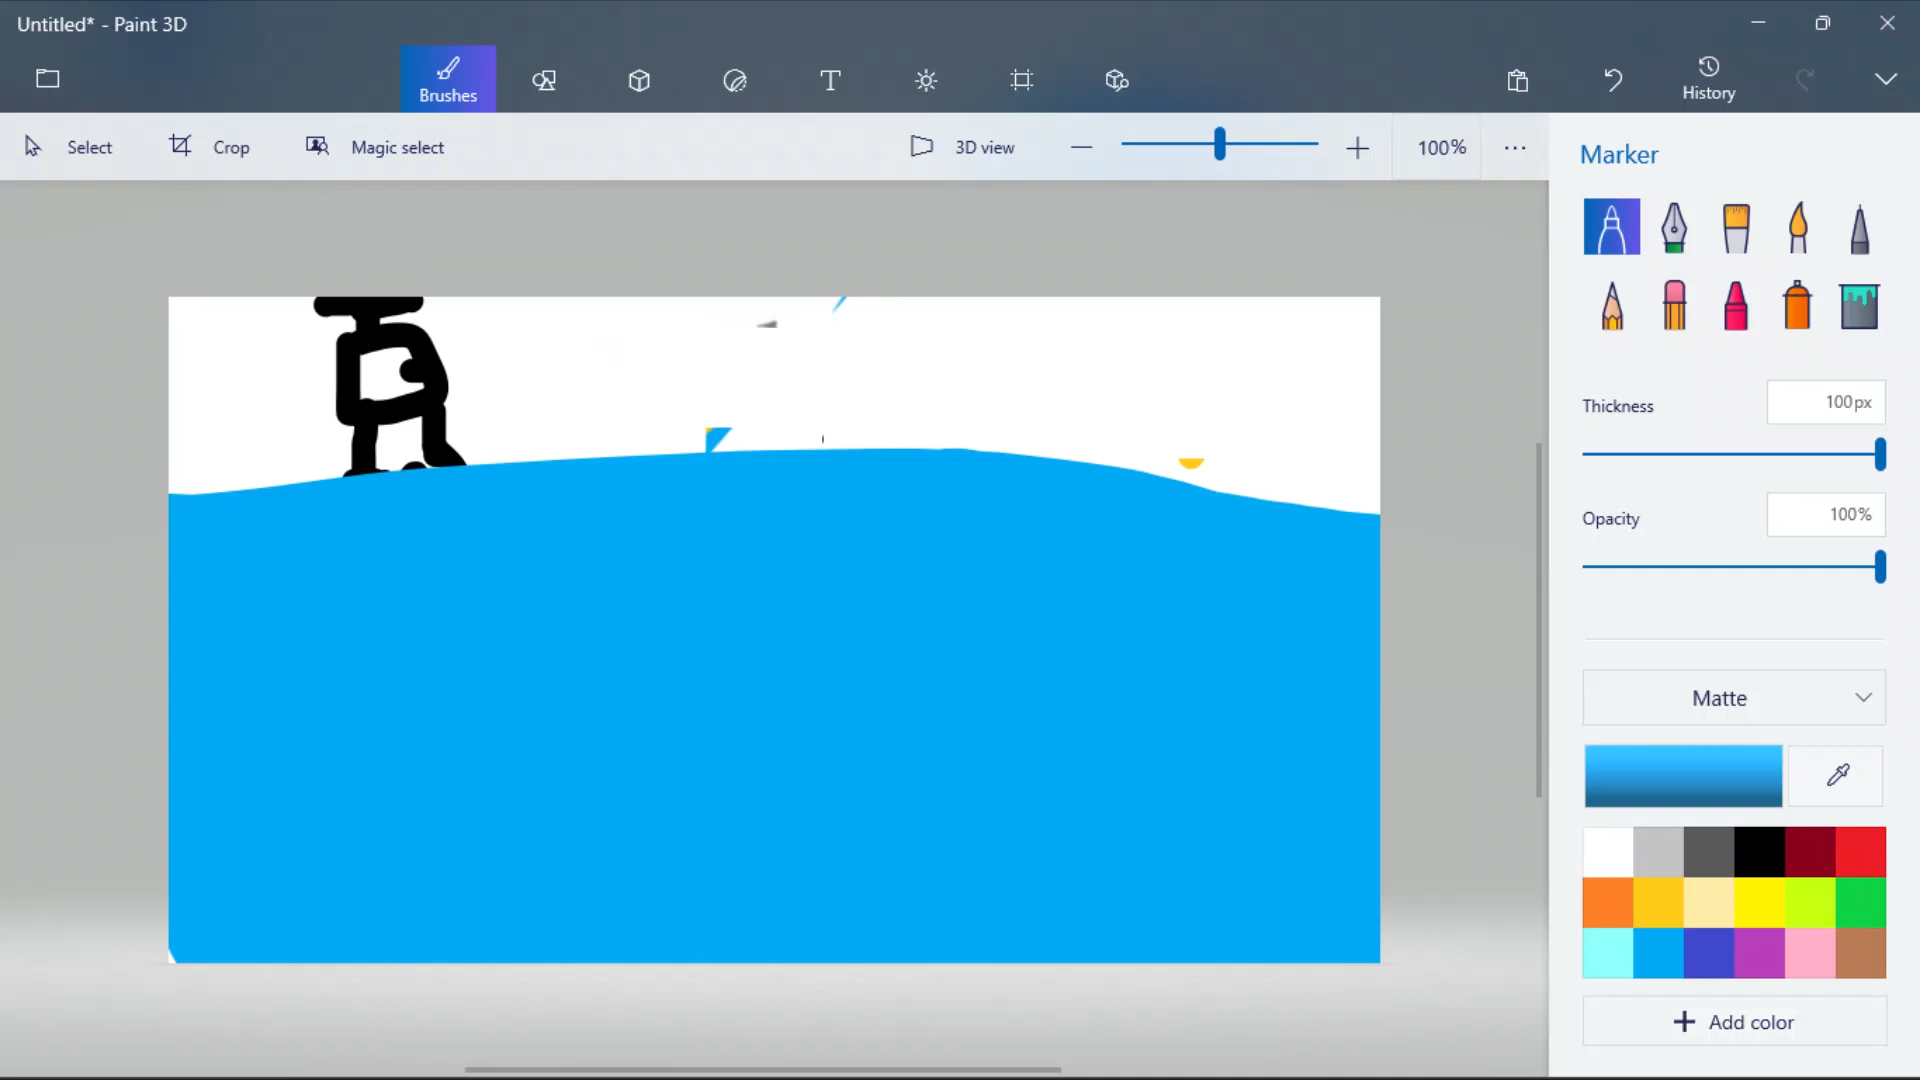 Untitled* - Paint 3D
Brushes
History
Select
Crop
Magic select
3D view
100%
Marker
Thickness
100px
Opacity
100%
Matte
Add color